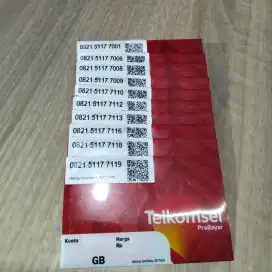 0821 5117 7001
0821 5117 7006
0821 5117 7008
0821 5117 7009
0821 5117 7110
0821 5117 7112
0821 5117 7113
0821 5117 7116
0821 5117 7118
0821 5117 7119
Telkomsel
PraBayar
Kuota
Harga
Rp
GB